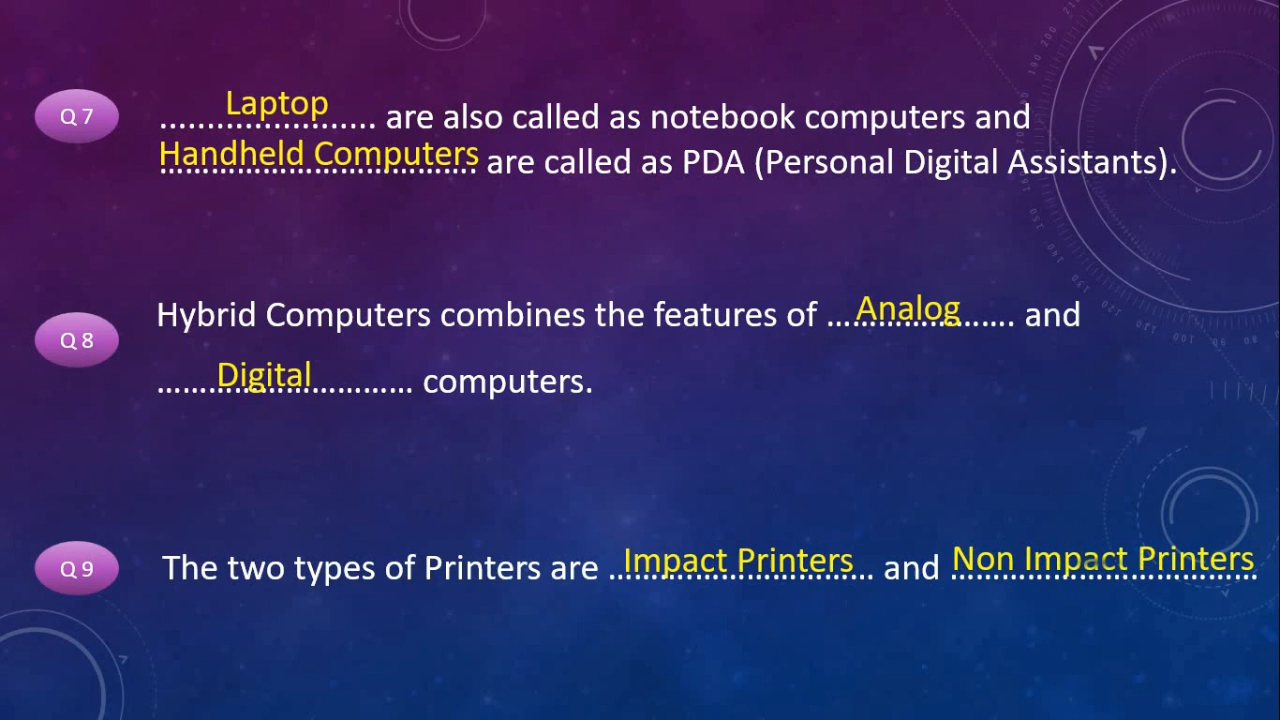 Q 7 Laptop ........................ are also called as notebook computers and
Handheld Computers ..................................... are called as PDA (Personal Digital Assistants).
Q 8 Hybrid Computers combines the features of ...Analog...................... and
Digital .............................. computers.
Q 9 The two types of Printers are Impact Printers ............................... and Non Impact Printers ....................................